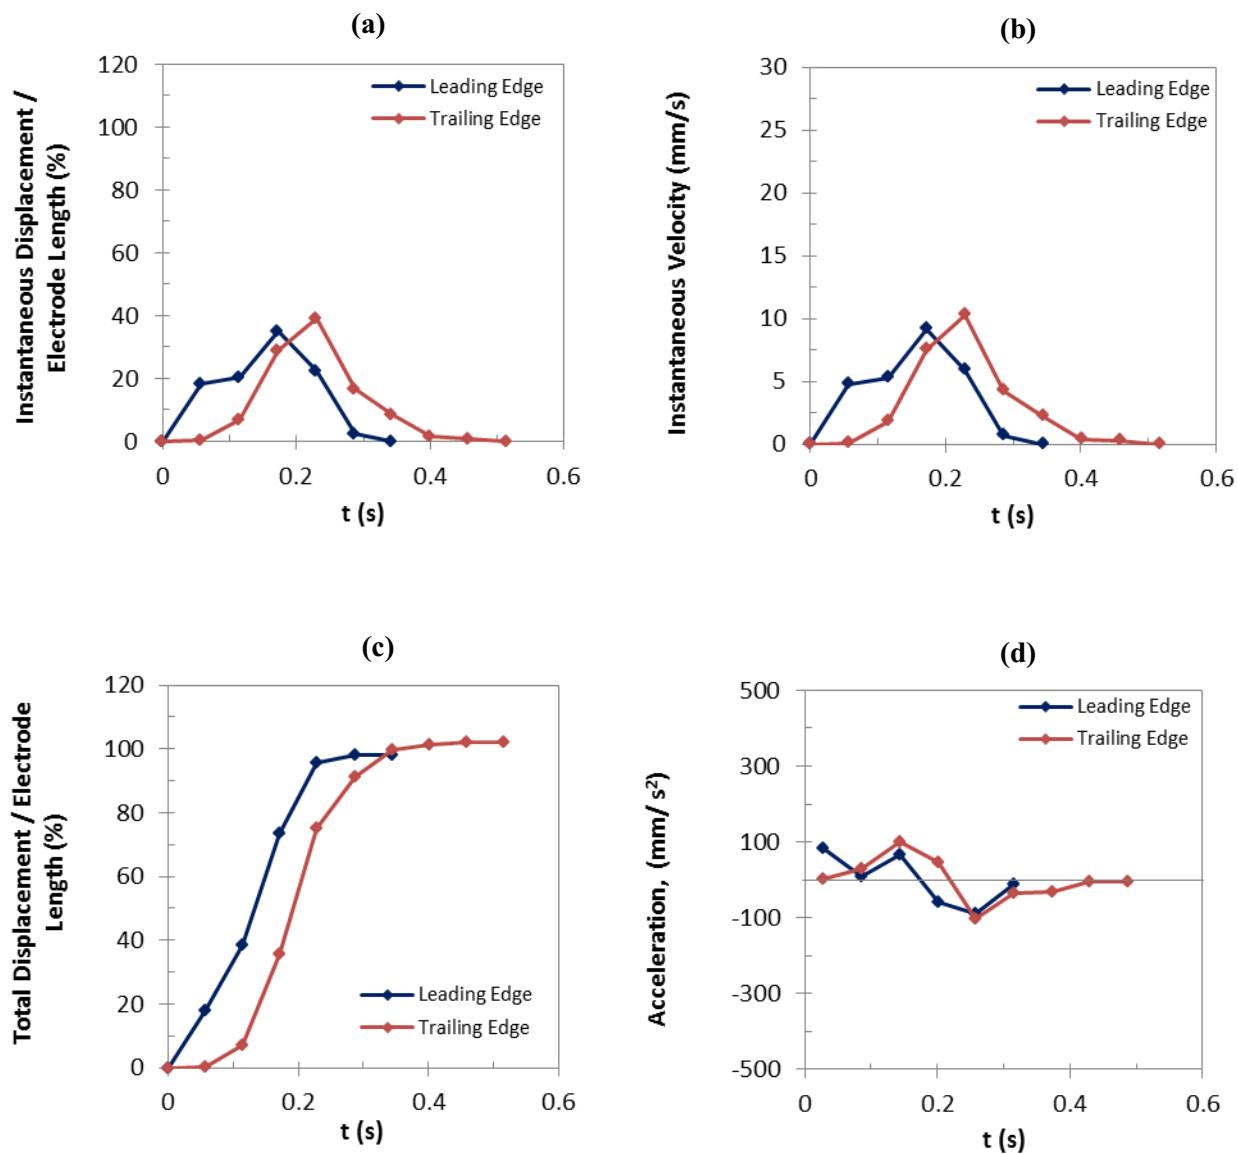 (a)
Instantaneous Displacement /
Electrode Length (%)
120
100
80
60
40
20
0
0 0.2 0.4 0.6
t (s)
Leading Edge
Trailing Edge
(b)
Instantaneous Velocity (mm/s)
30
25
20
15
10
5
0
0 0.2 0.4 0.6
t (s)
Leading Edge
Trailing Edge
(c)
Total Displacement / Electrode
Length (%)
120
100
80
60
40
20
0
0 0.2 0.4 0.6
t (s)
Leading Edge
Trailing Edge
(d)
Acceleration, (mm/ s²)
500
300
100
-100
-300
-500
0 0.2 0.4 0.6
t (s)
Leading Edge
Trailing Edge